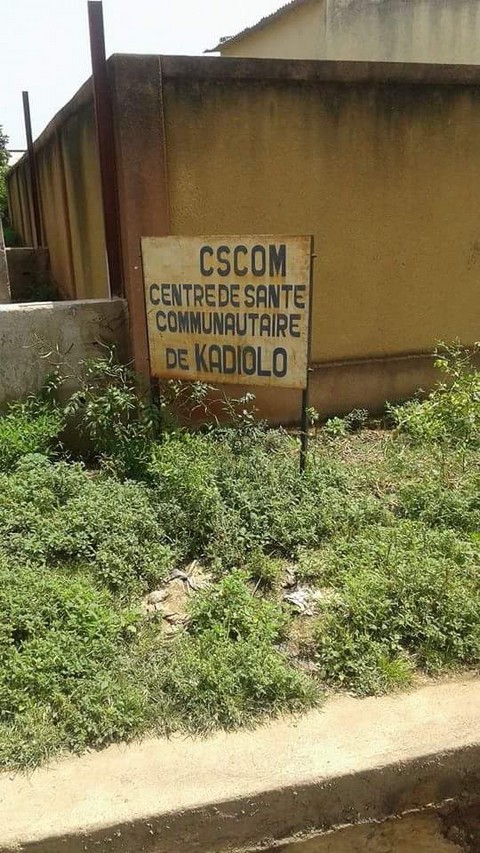 CSCOM
CENTRE DE SANTE
COMMUNAUTAIRE
DE KADIOLO